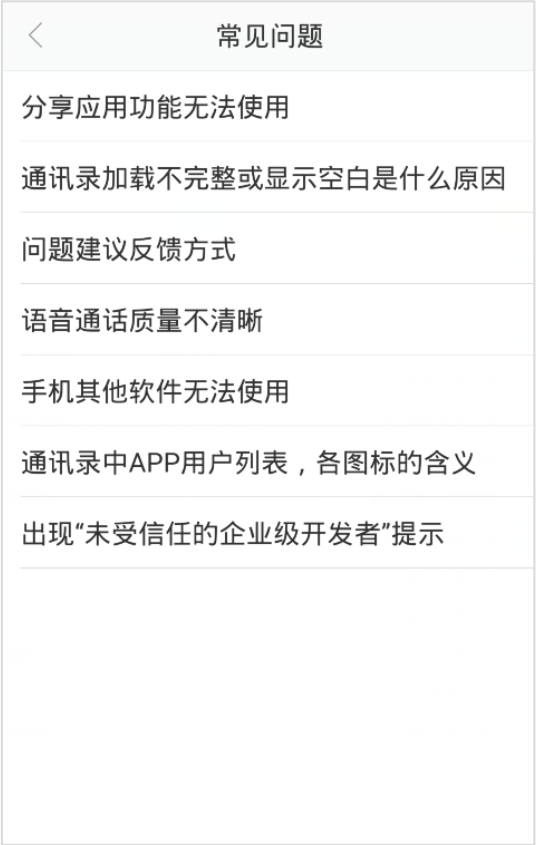 常见问题
分享应用功能无法使用
通讯录加载不完整或显示空白是什么原因
问题建议反馈方式
语音通话质量不清晰
手机其他软件无法使用
通讯录中APP用户列表，各图标的含义
出现“未受信任的企业级开发者”提示